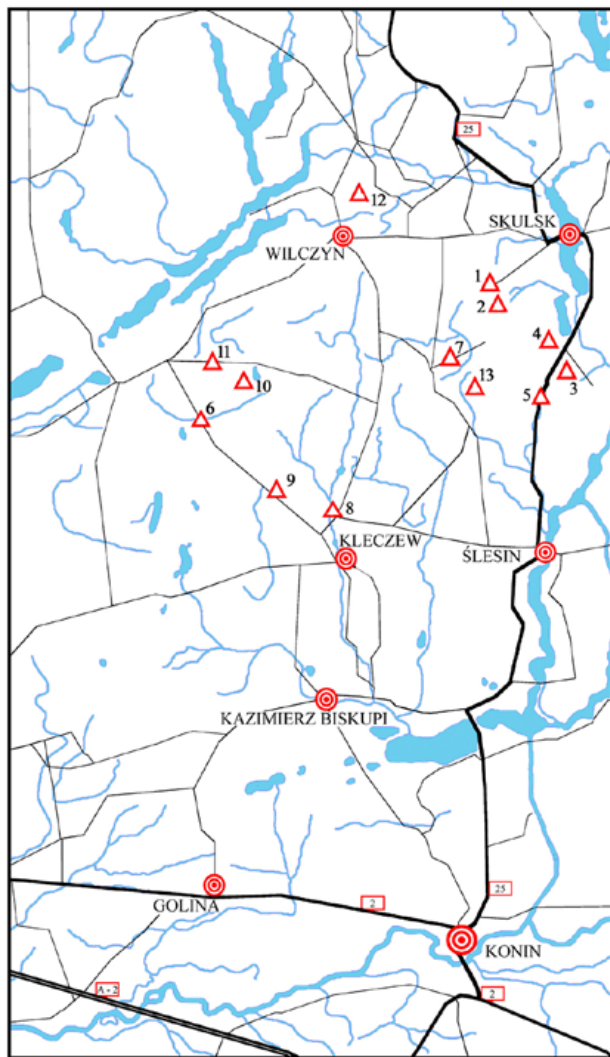 25
12
SKULSK
WILCZYN
1
2
4
11
7
3
10
13
5
6
9
8
KLECZEW
ŚLESIN
KAZIMIERZ BISKUPI
25
GOLINA
2
KONIN
A - 2
2